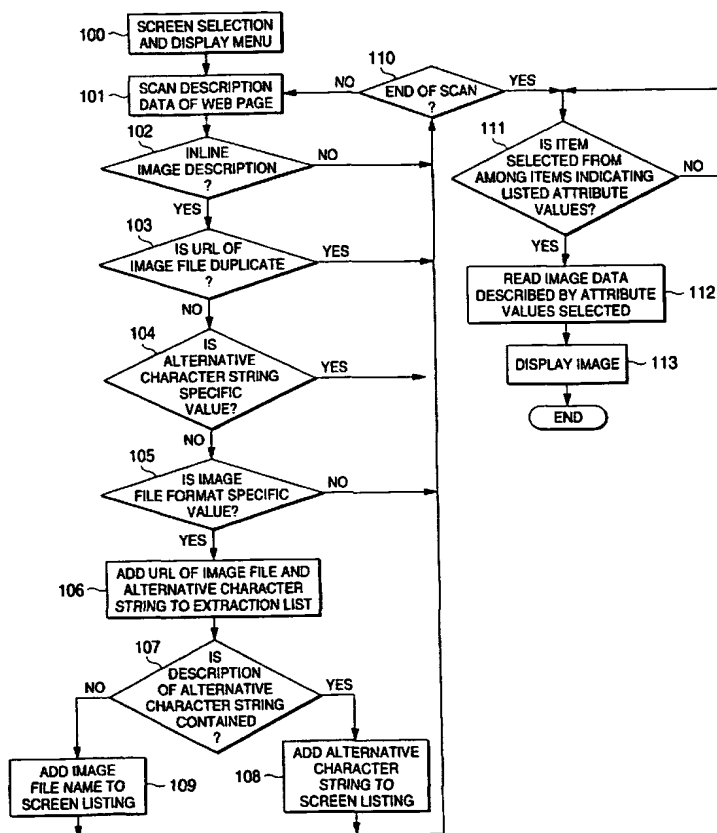 100
SCREEN SELECTION
AND DISPLAY MENU
101
SCAN DESCRIPTION
DATA OF WEB PAGE
102
INLINE
IMAGE DESCRIPTION
?
NO
YES
103
IS URL OF
IMAGE FILE DUPLICATE
?
YES
NO
104
IS
ALTERNATIVE
CHARACTER STRING
SPECIFIC
VALUE?
YES
NO
105
IS IMAGE
FILE FORMAT SPECIFIC
VALUE?
NO
YES
106
ADD URL OF IMAGE FILE AND
ALTERNATIVE CHARACTER
STRING TO EXTRACTION LIST
107
IS
DESCRIPTION
OF ALTERNATIVE
CHARACTER STRING
CONTAINED
?
NO
YES
ADD IMAGE
FILE NAME TO
SCREEN LISTING
109
108
ADD ALTERNATIVE
CHARACTER
STRING TO
SCREEN LISTING
110
NO
END OF SCAN
?
YES
111
IS ITEM
SELECTED FROM
AMONG ITEMS INDICATING
LISTED ATTRIBUTE
VALUES?
NO
YES
READ IMAGE DATA
DESCRIBED BY ATTRIBUTE
VALUES SELECTED
112
DISPLAY IMAGE
113
END